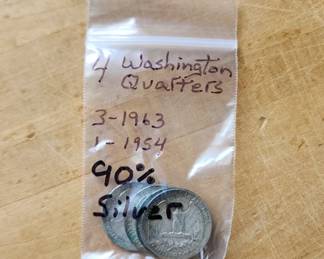 4 Washington
Quarters
3-1963
1-1954
90%
Silver